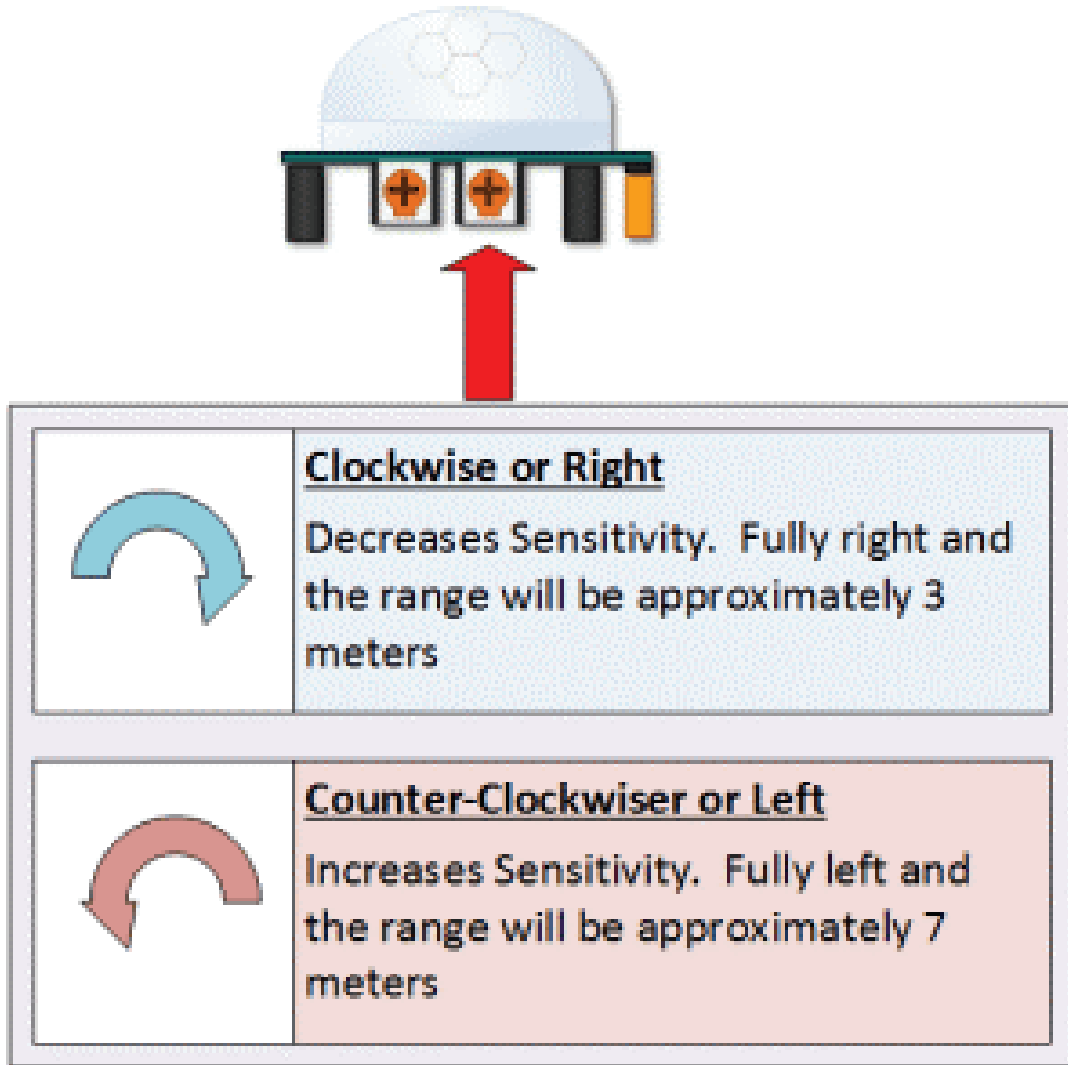 Clockwise or Right
Decreases Sensitivity. Fully right and
the range will be approximately 3
meters
Counter-Clockwiser or Left
Increases Sensitivity. Fully left and
the range will be approximately 7
meters